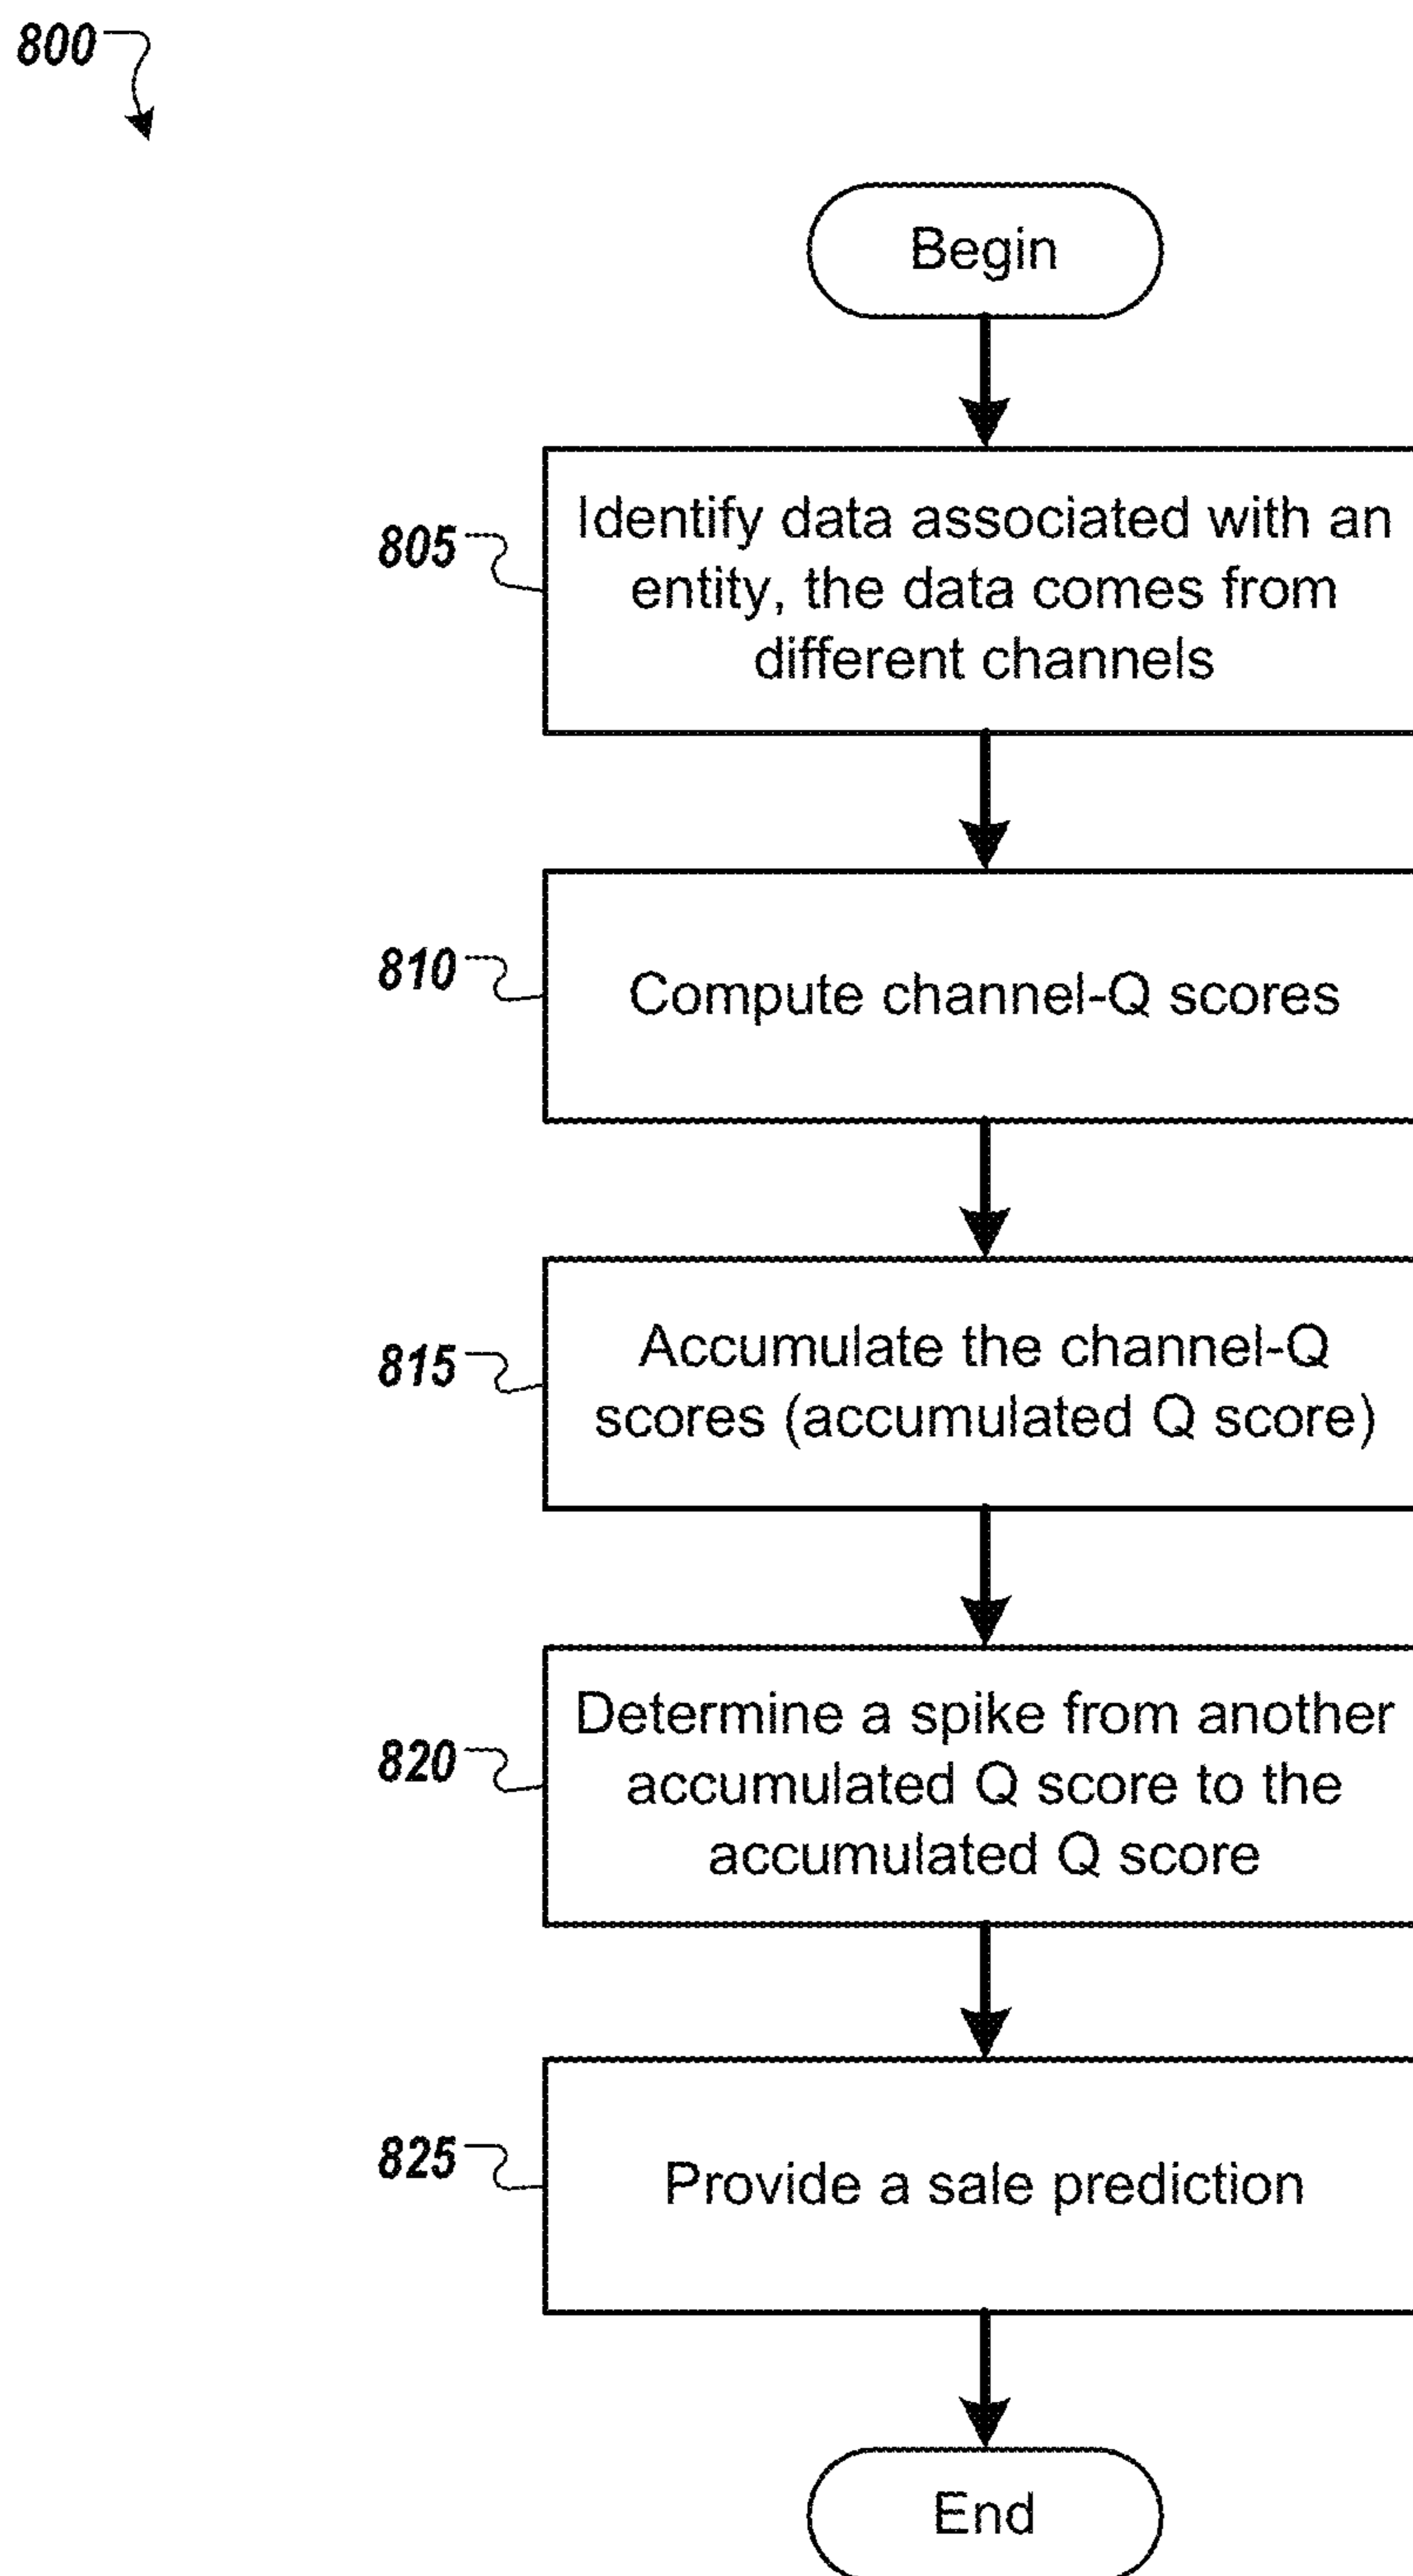 800
Begin
805
Identify data associated with an
entity, the data comes from
different channels
810
Compute channel-Q scores
815
Accumulate the channel-Q
scores (accumulated Q score)
820
Determine a spike from another
accumulated Q score to the
accumulated Q score
825
Provide a sale prediction
End